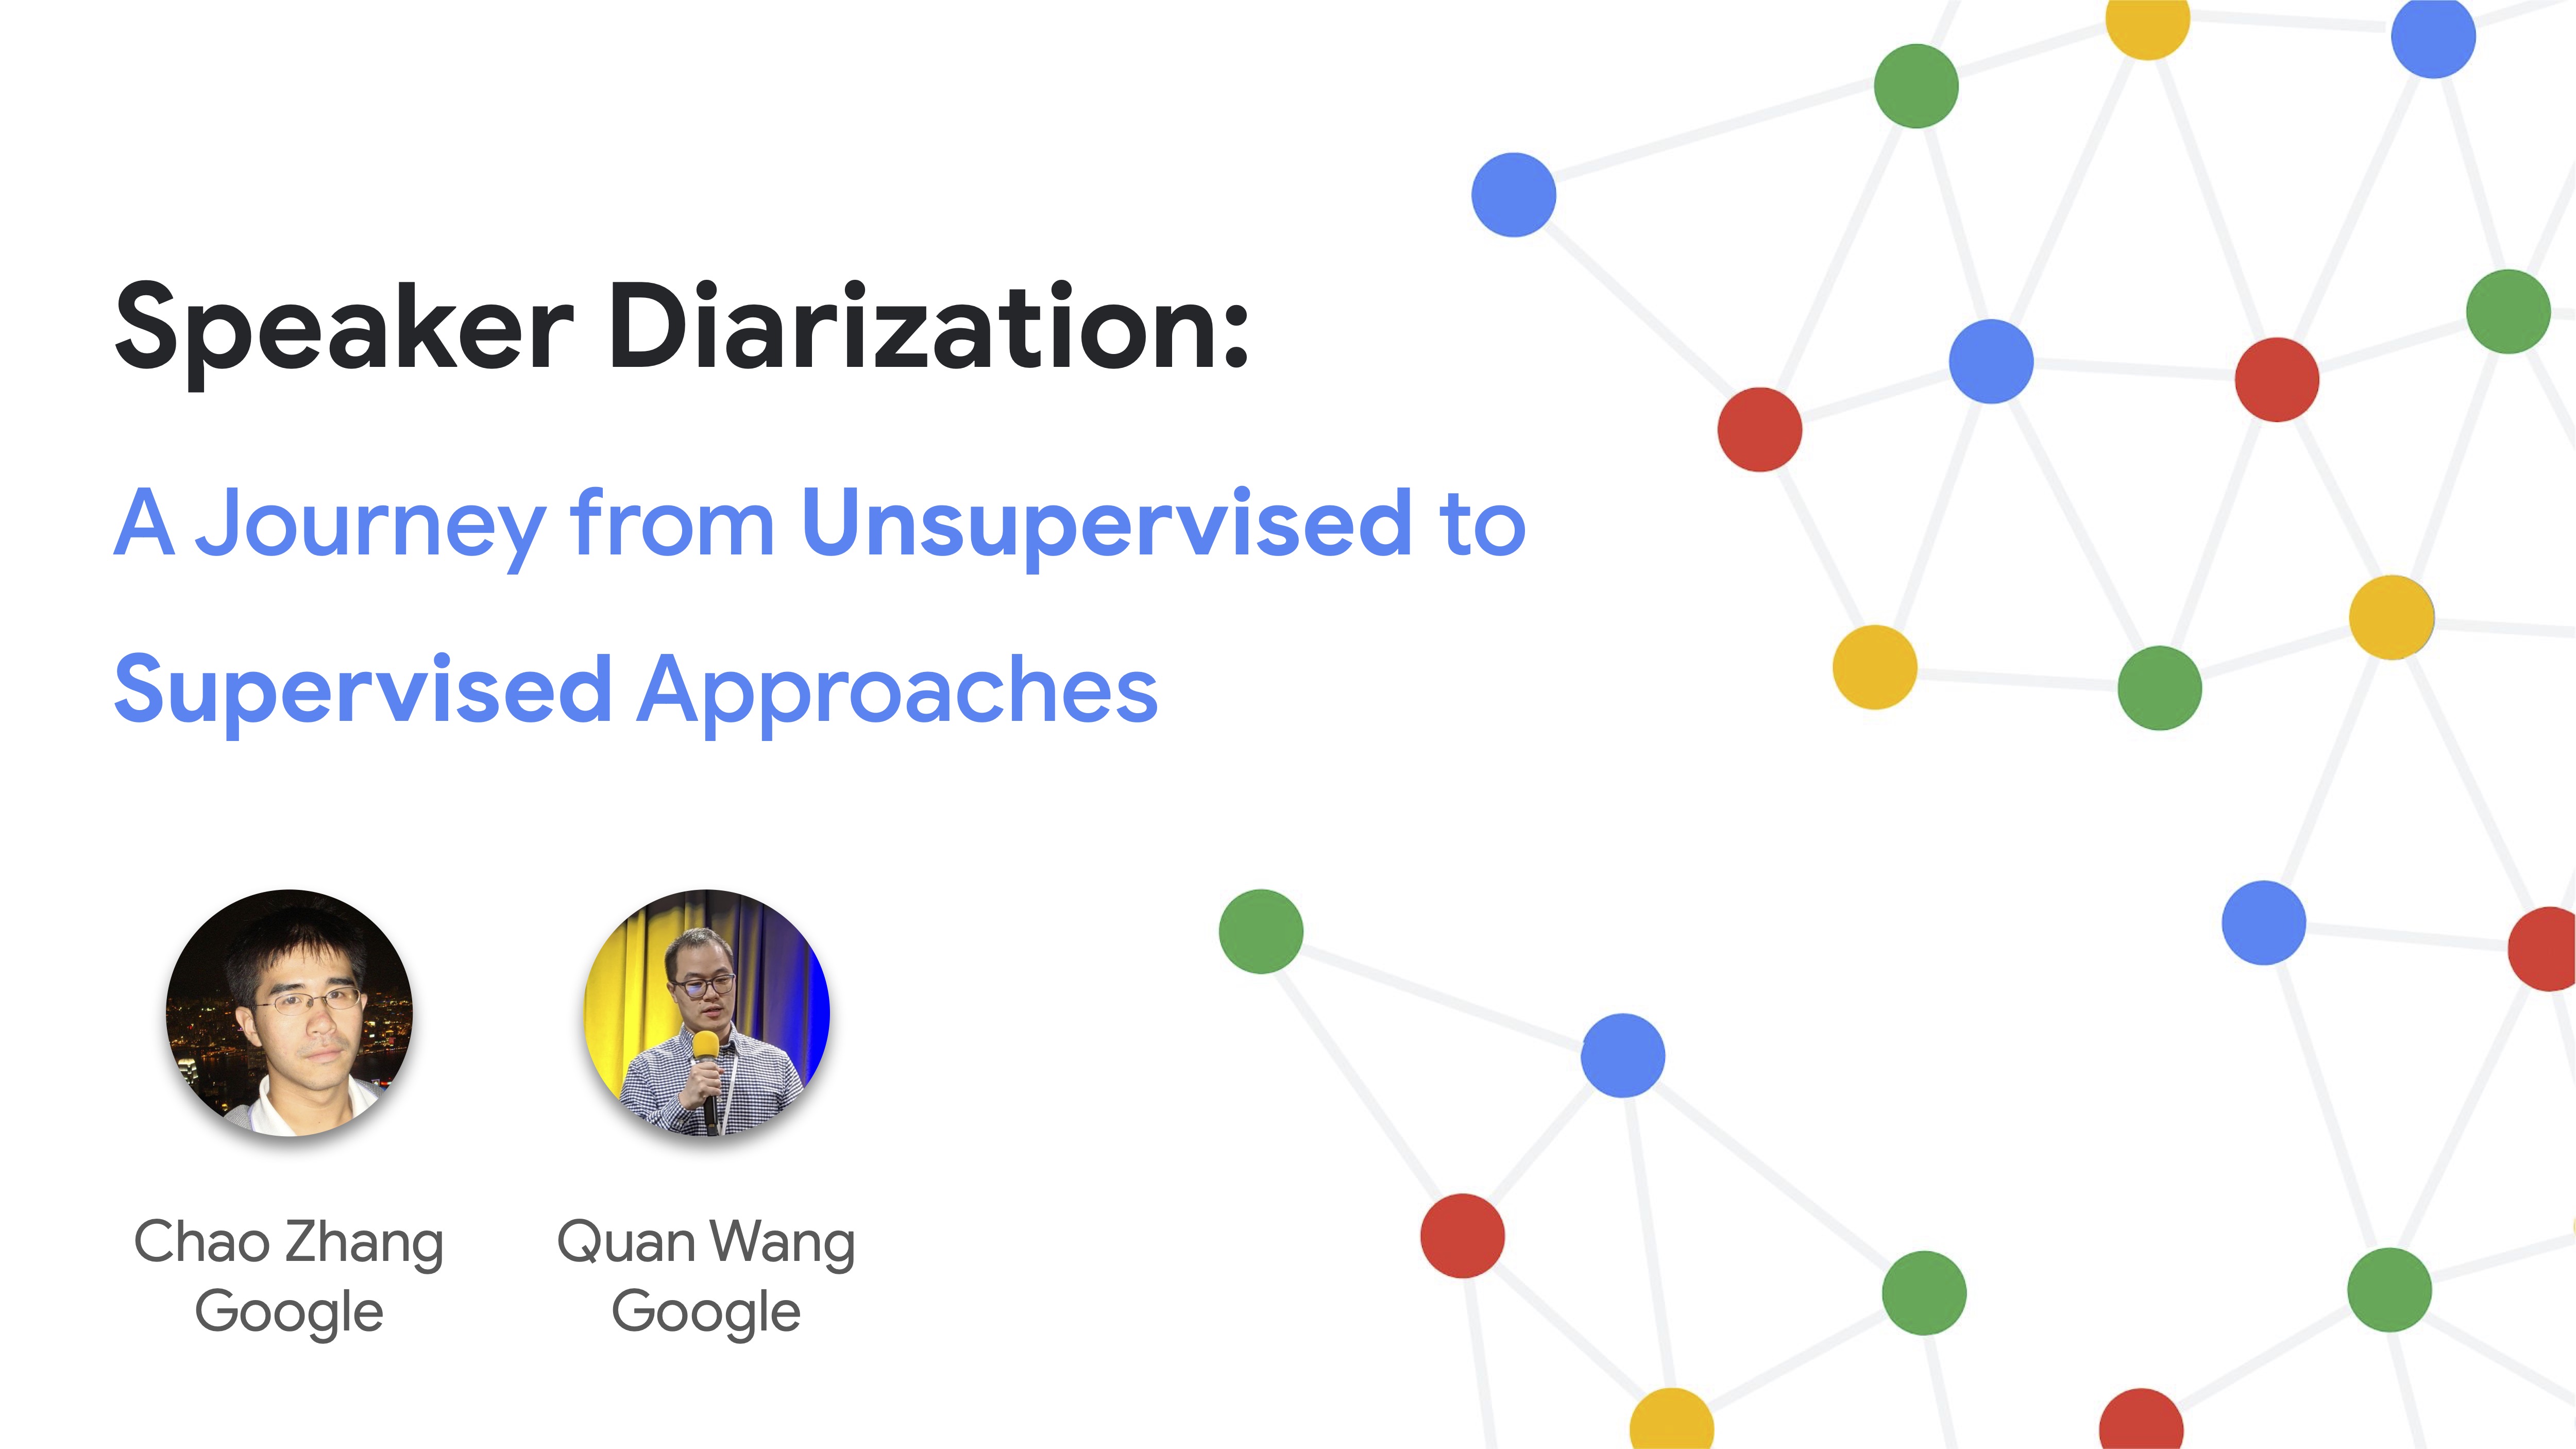 Speaker Diarization:
A Journey from Unsupervised to
Supervised Approaches
Chao Zhang
Google
Quan Wang
Google